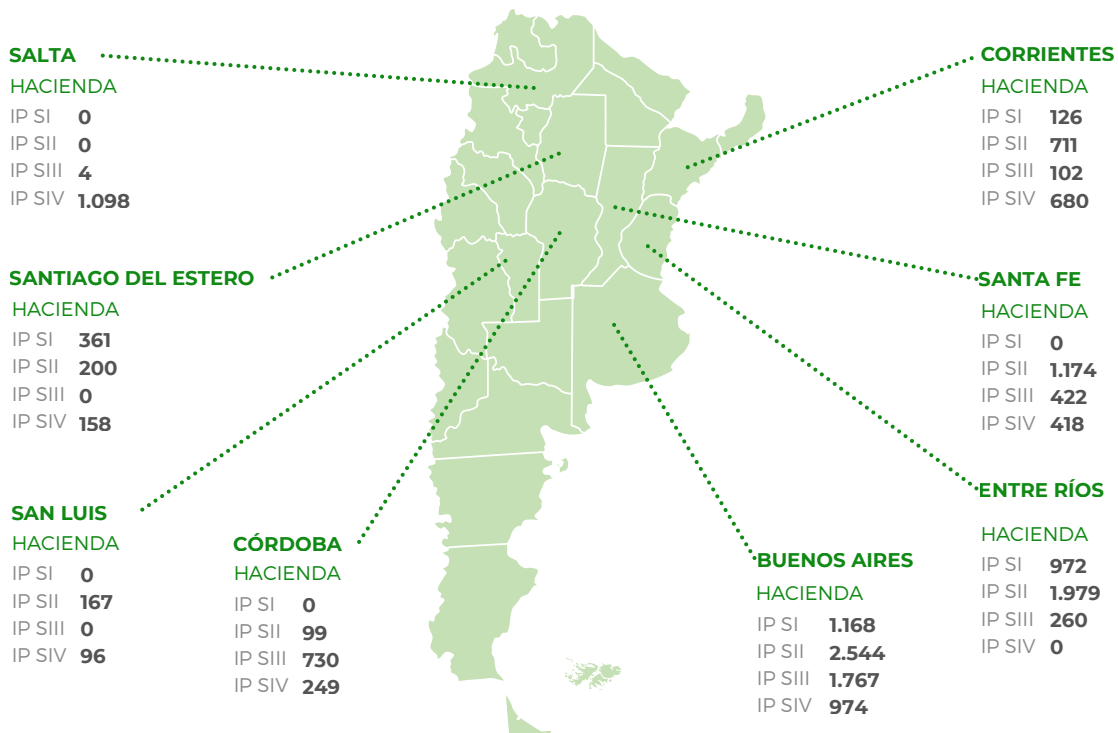 SALTA
HACIENDA
IP SI 0
IP SII 0
IP SIII 4
IP SIV 1.098
CORRIENTES
HACIENDA
IP SI 126
IP SII 711
IP SIII 102
IP SIV 680
SANTIAGO DEL ESTERO
HACIENDA
IP SI 361
IP SII 200
IP SIII 0
IP SIV 158
SANTA FE
HACIENDA
IP SI 0
IP SII 1.174
IP SIII 422
IP SIV 418
SAN LUIS
HACIENDA
IP SI 0
IP SII 167
IP SIII 0
IP SIV 96
CÓRDOBA
HACIENDA
IP SI 0
IP SII 99
IP SIII 730
IP SIV 249
BUENOS AIRES
HACIENDA
IP SI 1.168
IP SII 2.544
IP SIII 1.767
IP SIV 974
ENTRE RÍOS
HACIENDA
IP SI 972
IP SII 1.979
IP SIII 260
IP SIV 0